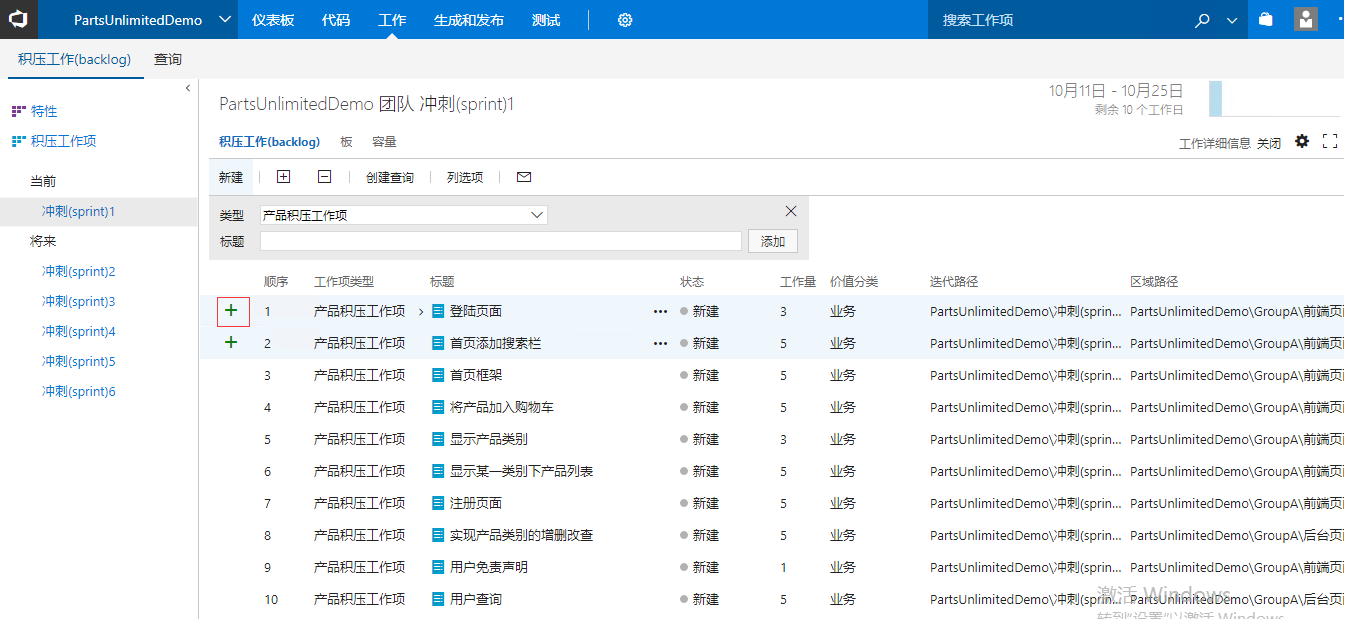 PartsUnlimitedDemo 仪表板 代码 工作 生成和发布 测试 搜索工作项
积压工作(backlog) 查询
特性
积压工作项
当前
冲刺(sprint)1
将来
冲刺(sprint)2
冲刺(sprint)3
冲刺(sprint)4
冲刺(sprint)5
冲刺(sprint)6
PartsUnlimitedDemo 团队 冲刺(sprint)1
10月11日 - 10月25日
剩余 10 个工作日
积压工作(backlog) 板 容量
工作详细信息 关闭
新建 创建查询 列选项
类型 产品积压工作项
标题 添加
顺序 工作项类型 标题 状态 工作量 价值分类 迭代路径 区域路径
1 产品积压工作项 登陆页面 ... 新建 3 业务 PartsUnlimitedDemo\冲刺(sprin... PartsUnlimitedDemo\GroupA\前端页
2 产品积压工作项 首页添加搜索栏 ... 新建 5 业务 PartsUnlimitedDemo\冲刺(sprin... PartsUnlimitedDemo\GroupA\前端页
3 产品积压工作项 首页框架 新建 5 业务 PartsUnlimitedDemo\冲刺(sprin... PartsUnlimitedDemo\GroupA\前端页
4 产品积压工作项 将产品加入购物车 新建 5 业务 PartsUnlimitedDemo\冲刺(sprin... PartsUnlimitedDemo\GroupA\前端页
5 产品积压工作项 显示产品类别 新建 3 业务 PartsUnlimitedDemo\冲刺(sprin... PartsUnlimitedDemo\GroupA\前端页
6 产品积压工作项 显示某一类别下产品列表 新建 5 业务 PartsUnlimitedDemo\冲刺(sprin... PartsUnlimitedDemo\GroupA\前端页
7 产品积压工作项 注册页面 新建 5 业务 PartsUnlimitedDemo\冲刺(sprin... PartsUnlimitedDemo\GroupA\前端页
8 产品积压工作项 实现产品类别的增删改查 新建 5 业务 PartsUnlimitedDemo\冲刺(sprin... PartsUnlimitedDemo\GroupA\后台页
9 产品积压工作项 用户免责声明 新建 1 业务 PartsUnlimitedDemo\冲刺(sprin... PartsUnlimitedDemo\GroupA\前端页
10 产品积压工作项 用户查询 新建 5 业务 PartsUnlimitedDemo\冲刺(sprin... PartsUnlimitedDemo\GroupA\后台页
激活 Windows
转到"设置"以激活 Windows